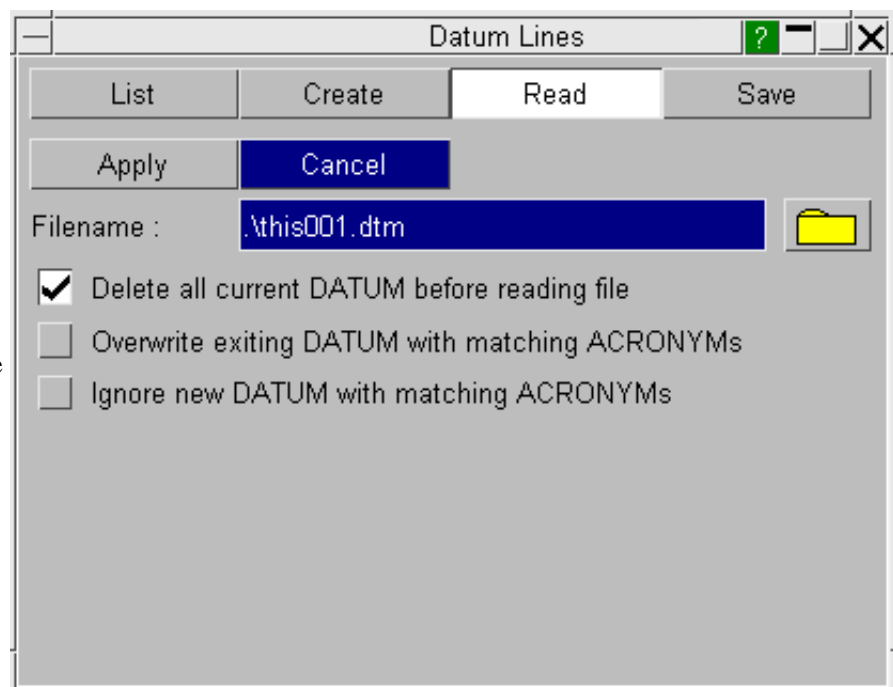 Datum Lines ?
List Create Read Save
Apply Cancel
Filename : .\this001.dtm
Delete all current DATUM before reading file
Overwrite exiting DATUM with matching ACRONYMs
e
Ignore new DATUM with matching ACRONYMs